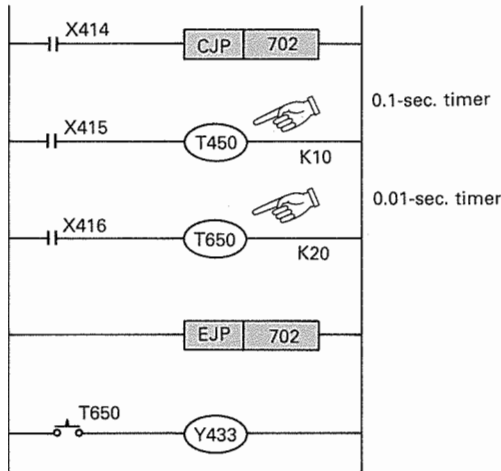 X414
CJP 702
0.1-sec. timer
X415
T450
K10
0.01-sec. timer
X416
T650
K20
EJP 702
T650
Y433